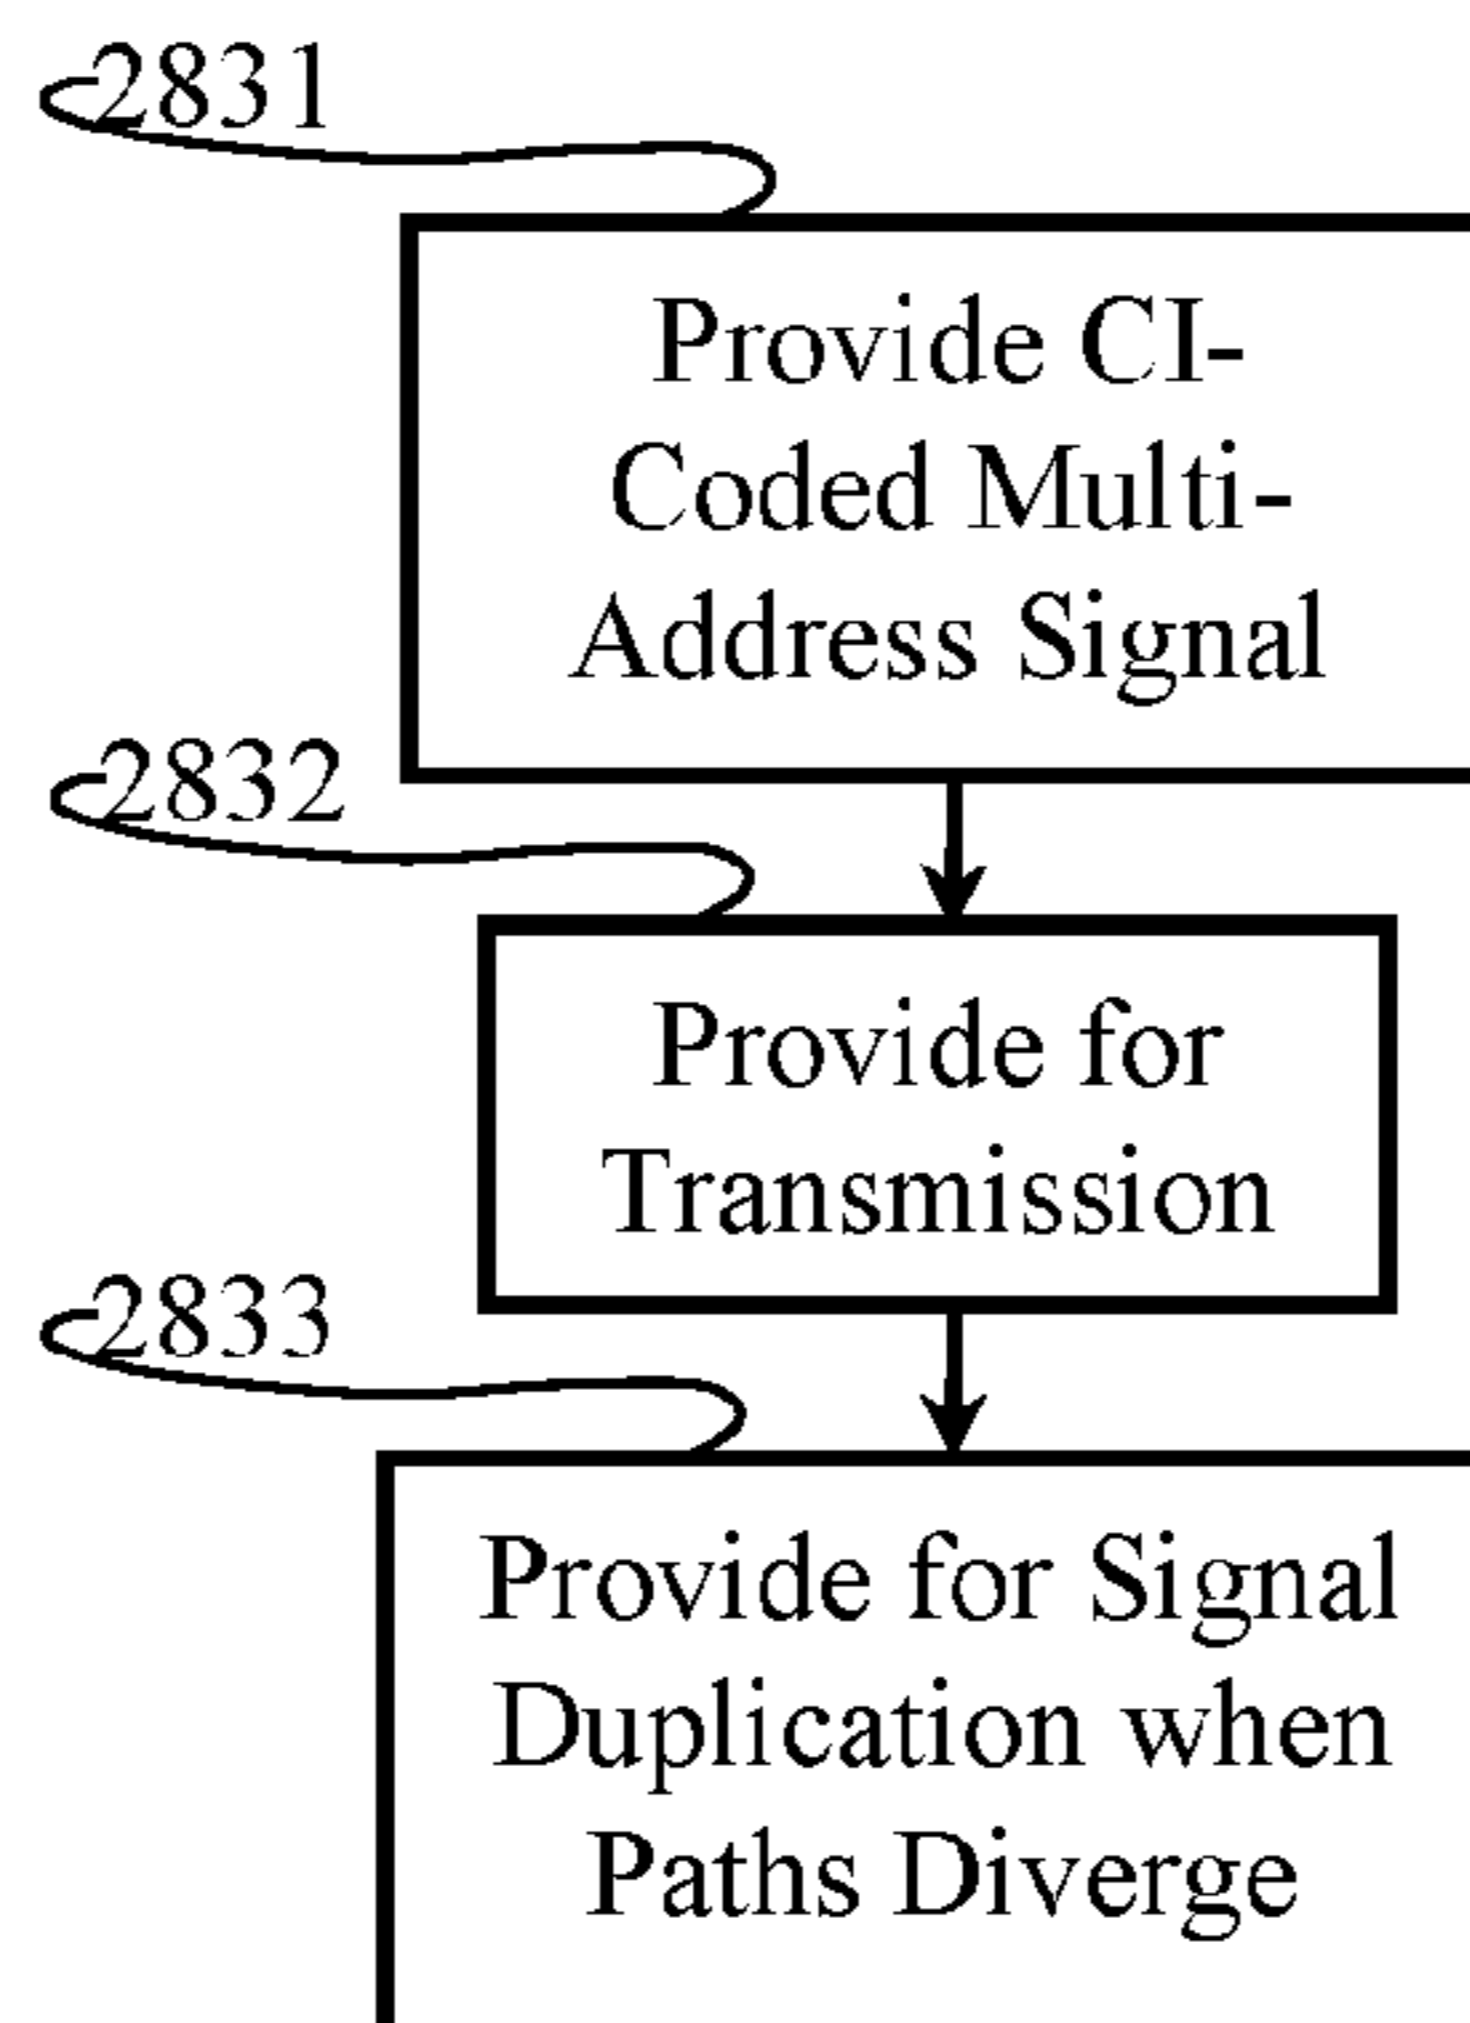 2831
Provide CI-
Coded Multi-
Address Signal
2832
Provide for
Transmission
2833
Provide for Signal
Duplication when
Paths Diverge